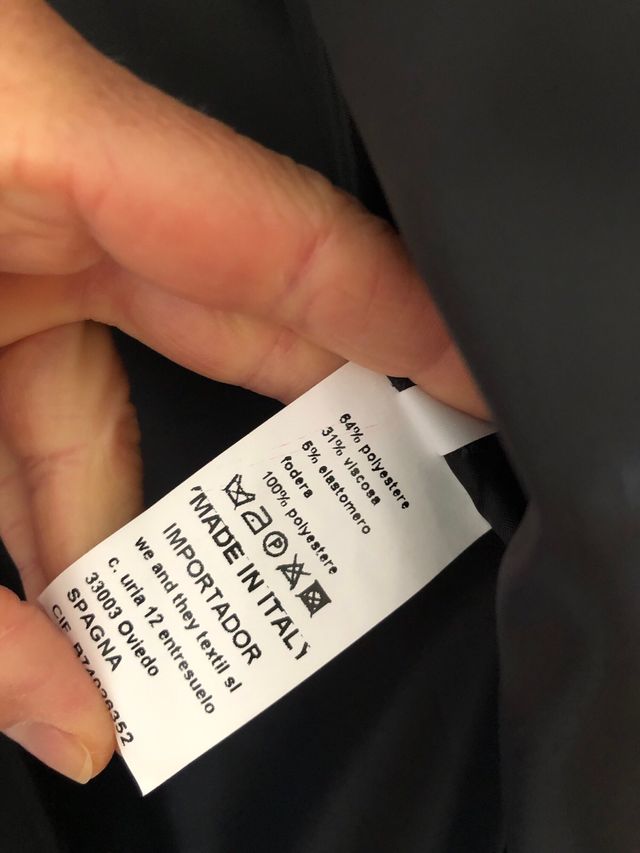 64% polyestere
31% viscosa
5% elastomero
fodera
100% polyestere
P
"MADE IN ITALY
IMPORTADOR
we and they textil sl
c. uria 12 entresuelo
33003 Oviedo
SPAGNA
CIF